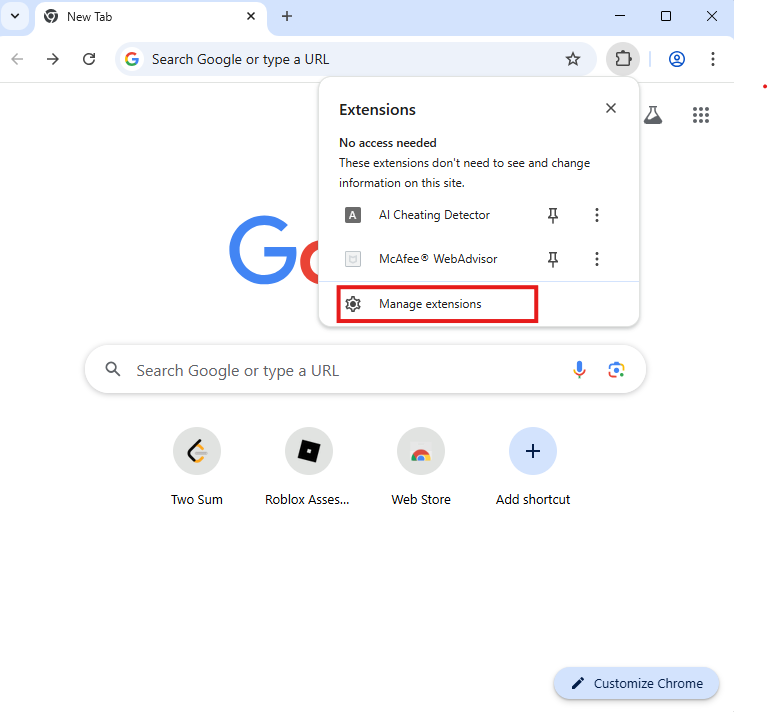 New Tab
Search Google or type a URL
Extensions
No access needed
These extensions don't need to see and change
information on this site.
A
AI Cheating Detector
McAfee® WebAdvisor
Manage extensions
Search Google or type a URL
Two Sum
Roblox Asses...
Web Store
Add shortcut
Customize Chrome